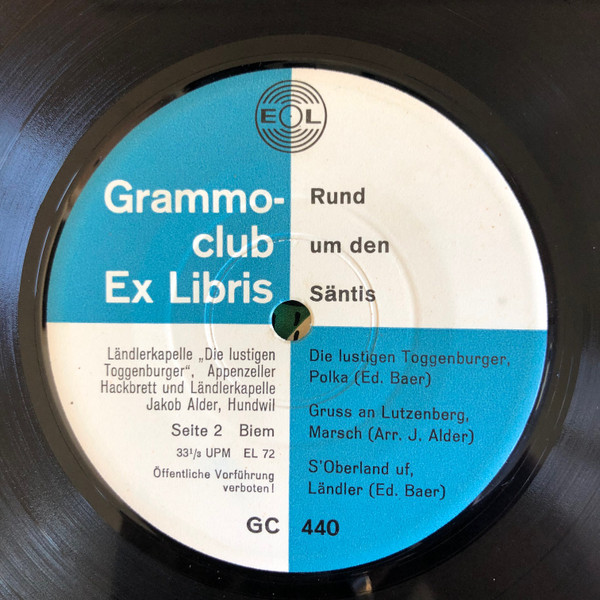 EOL
Grammo-
club
Ex Libris
Rund
um den
Säntis
Ländlerkapelle „Die lustigen
Toggenburger“, Appenzeller
Hackbrett und Ländlerkapelle
Jakob Alder, Hundwil
Seite 2 Biem
33 1/3 UPM EL 72
Öffentliche Vorführung
verboten!
Die lustigen Toggenburger,
Polka (Ed. Baer)
Gruss an Lutzenberg,
Marsch (Arr. J. Alder)
S'Oberland uf,
Ländler (Ed. Baer)
GC 440